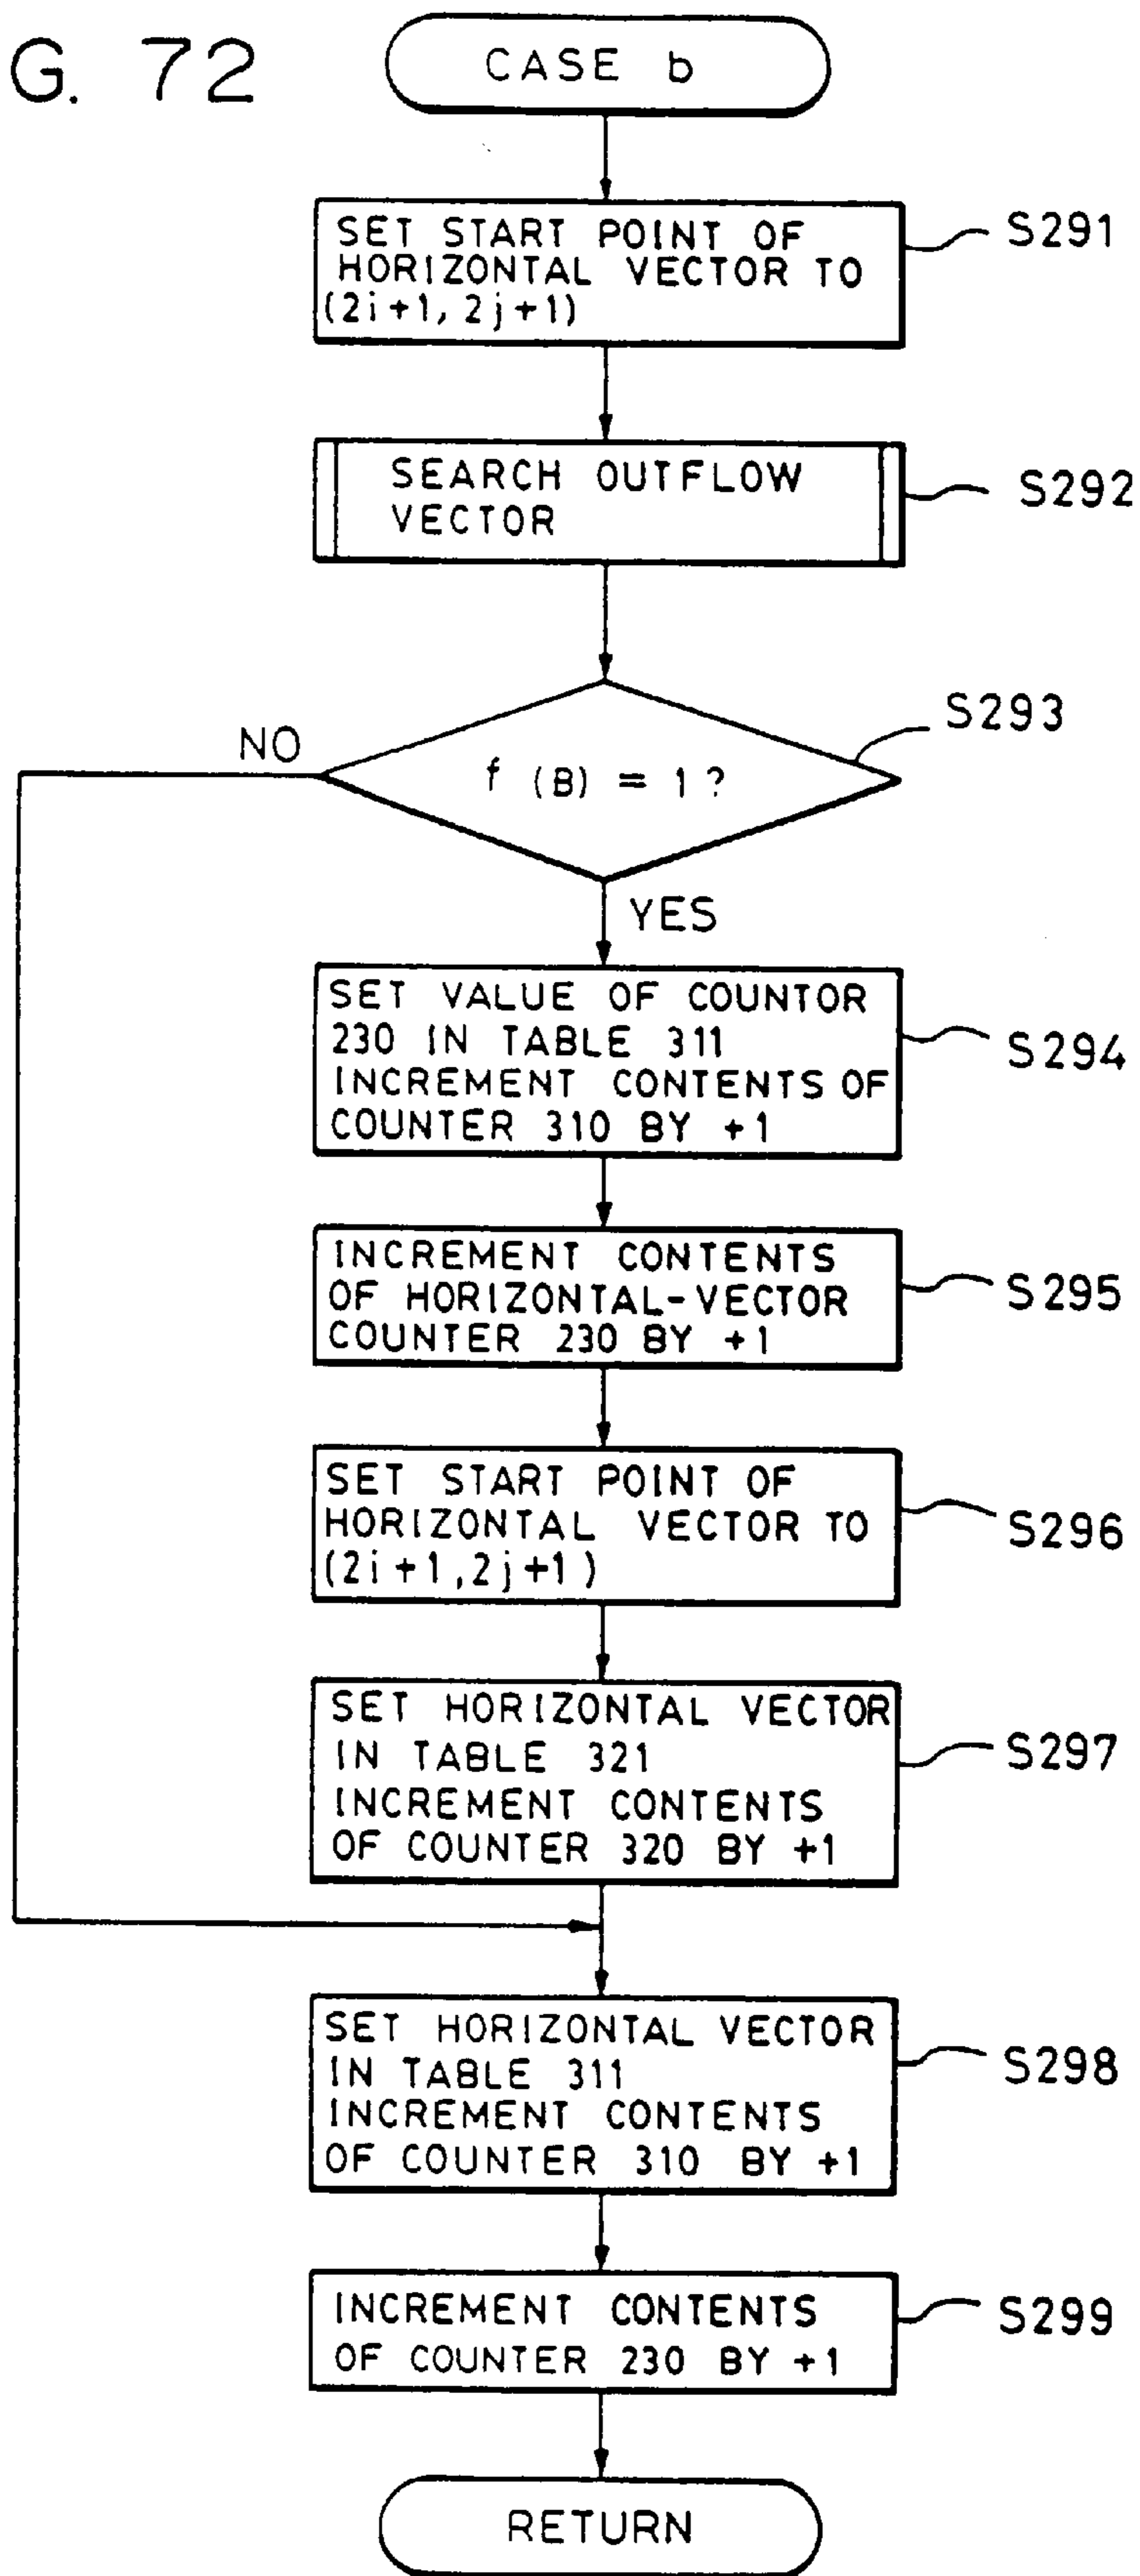 G. 72
CASE b
SET START POINT OF
HORIZONTAL VECTOR TO
(2i+1, 2j+1)
S291
SEARCH OUTFLOW
VECTOR
S292
NO
f (B) = 1 ?
S293
YES
SET VALUE OF COUNTOR
230 IN TABLE 311
INCREMENT CONTENTS OF
COUNTER 310 BY +1
S294
INCREMENT CONTENTS
OF HORIZONTAL-VECTOR
COUNTER 230 BY +1
S295
SET START POINT OF
HORIZONTAL VECTOR TO
(2i+1,2j+1)
S296
SET HORIZONTAL VECTOR
IN TABLE 321
INCREMENT CONTENTS
OF COUNTER 320 BY +1
S297
SET HORIZONTAL VECTOR
IN TABLE 311
INCREMENT CONTENTS
OF COUNTER 310 BY +1
S298
INCREMENT CONTENTS
OF COUNTER 230 BY +1
S299
RETURN